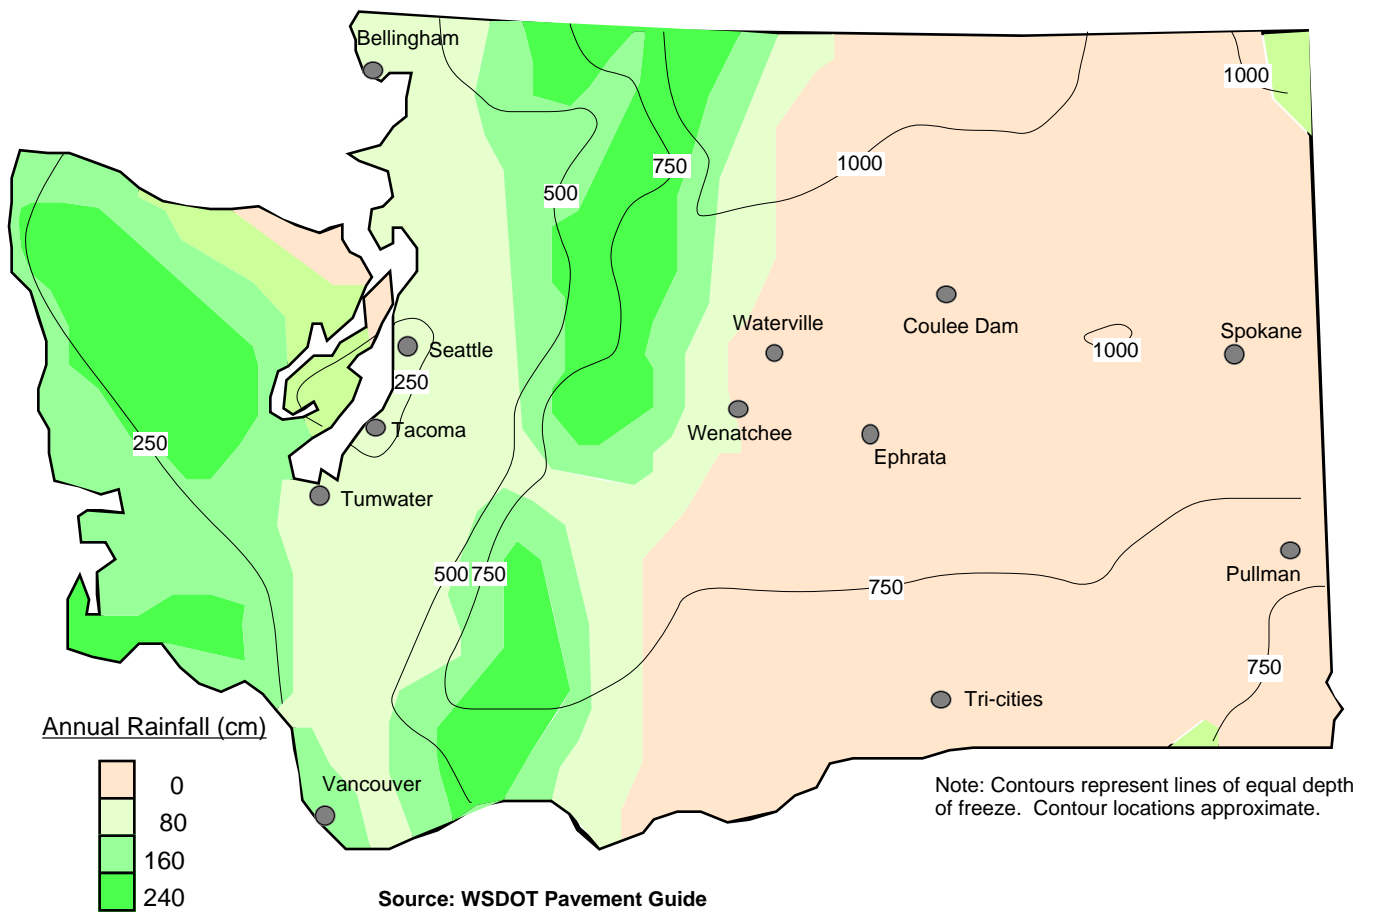 Bellingham
1000
750
1000
500
Waterville
Coulee Dam
Spokane
Seattle
1000
250
Tacoma
Wenatchee
250
Ephrata
Tumwater
500
750
750
Pullman
750
Tri-cities
Annual Rainfall (cm)
0
80
160
240
Vancouver
Note: Contours represent lines of equal depth
of freeze. Contour locations approximate.
Source: WSDOT Pavement Guide